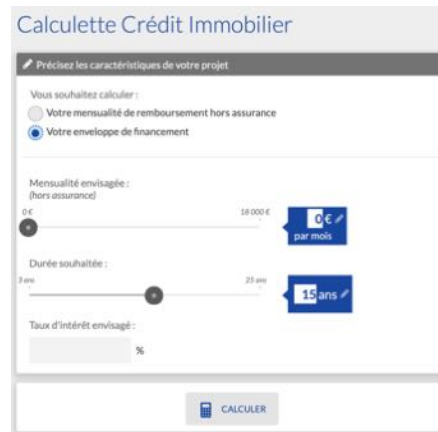 Calculette Crédit Immobilier
Précisez les caractéristiques de votre projet
Vous souhaitez calculer :
Votre mensualité de remboursement hors assurance
Votre enveloppe de financement
Mensualité envisagée :
(hors assurance)
0 € 18 000 €
0 €
par mois
Durée souhaitée :
3 ans 25 ans
15 ans
Taux d'intérêt envisagé :
%
CALCULER